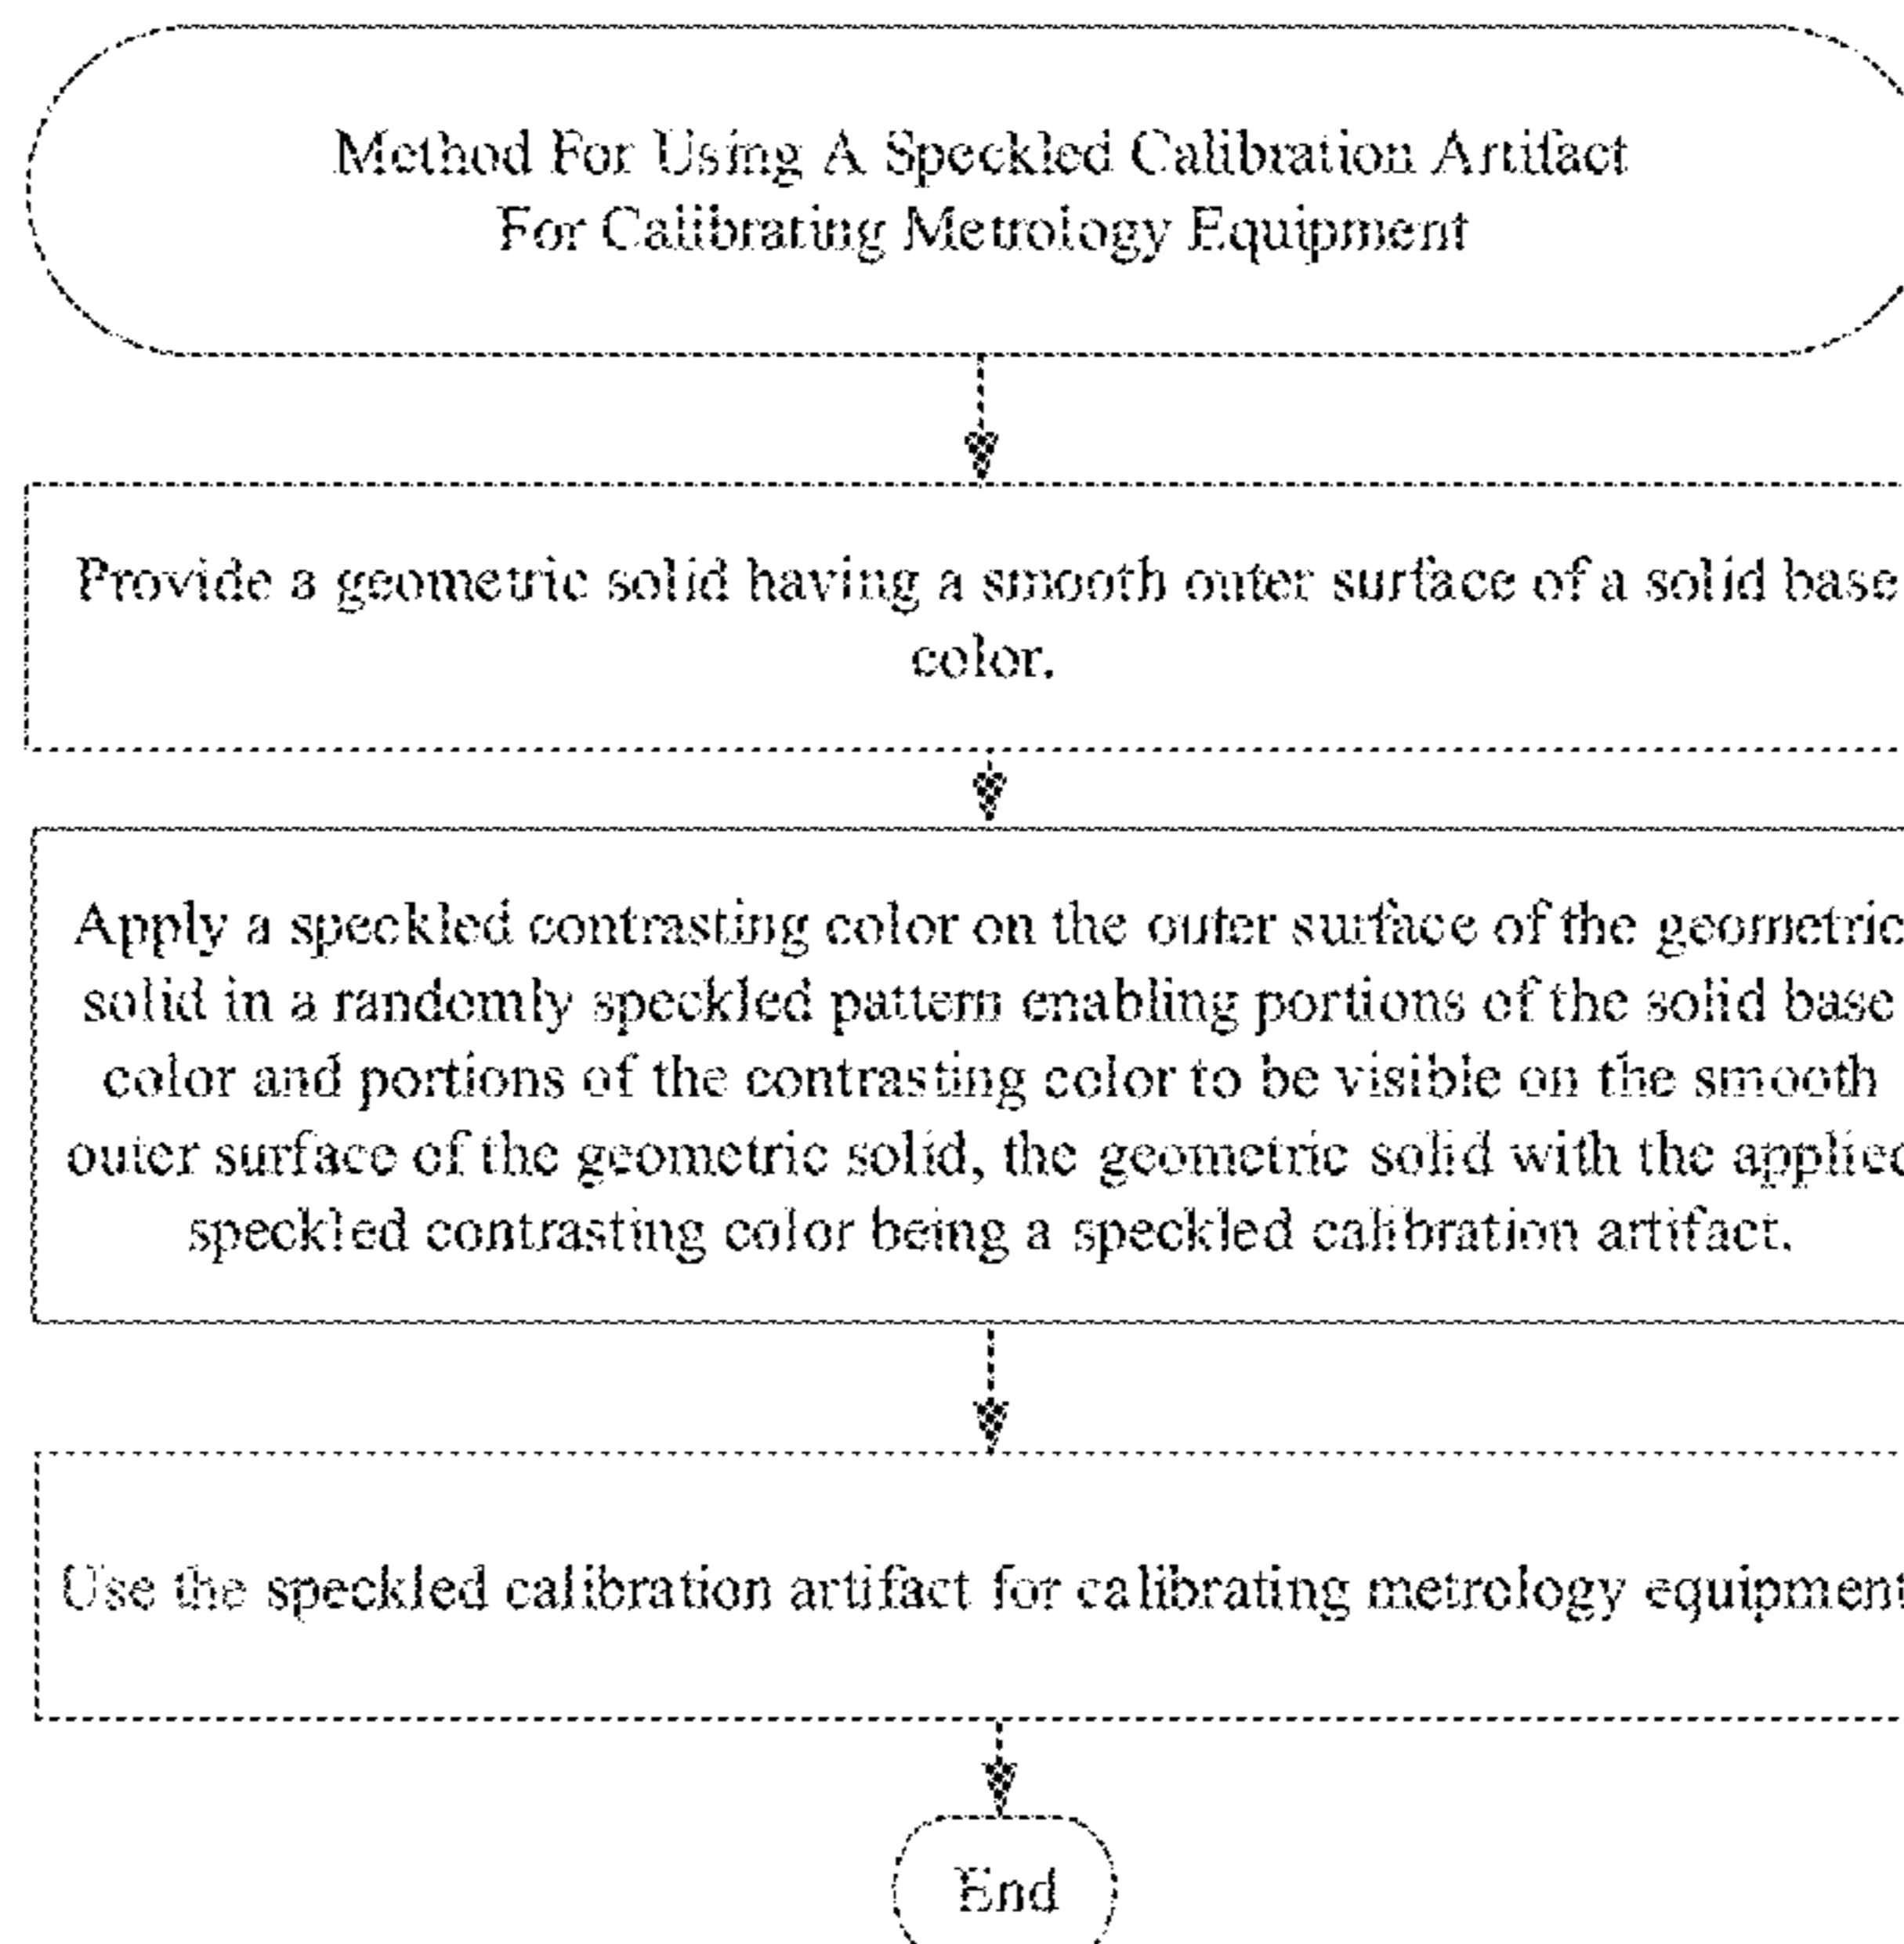 Method For Using A Speckled Calibration Artifact
For Calibrating Metrology Equipment
Provide a geometric solid having a smooth outer surface of a solid base
color.
Apply a speckled contrasting color on the outer surface of the geometric
solid in a randomly speckled pattern enabling portions of the solid base
color and portions of the contrasting color to be visible on the smooth
outer surface of the geometric solid, the geometric solid with the applied
speckled contrasting color being a speckled calibration artifact.
Use the speckled calibration artifact for calibrating metrology equipment
End